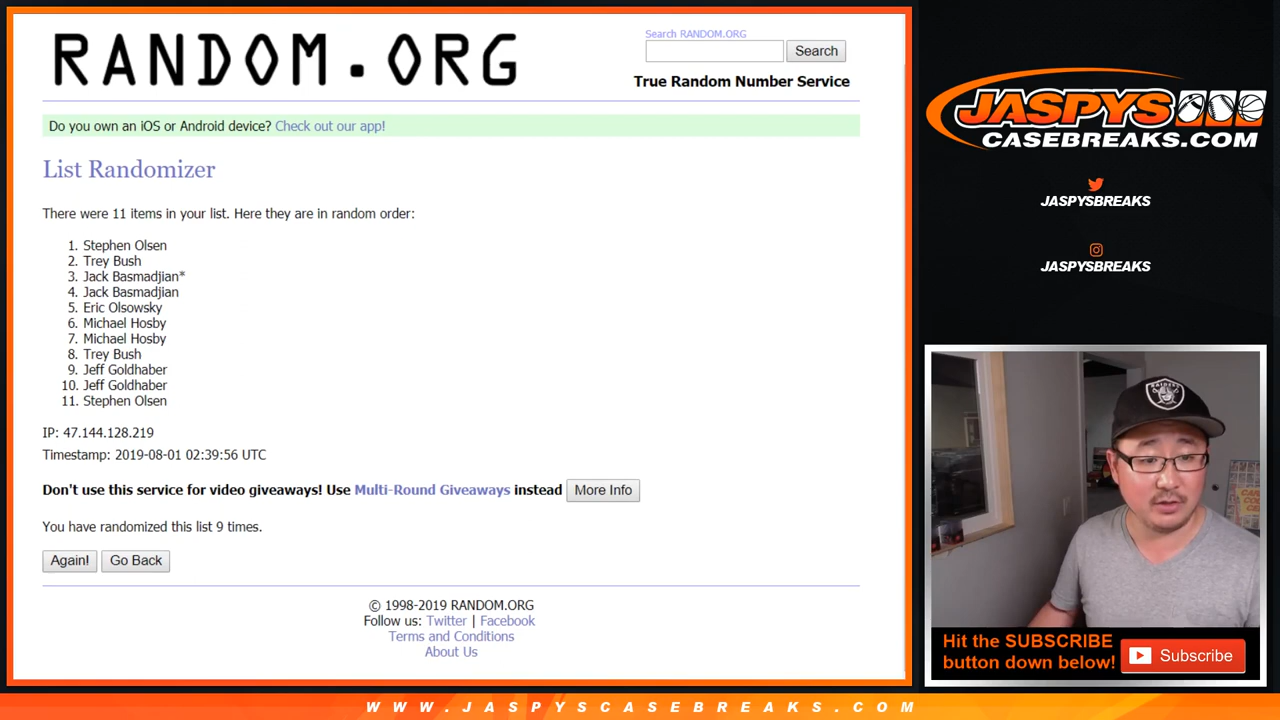 RANDOM.ORG
Search RANDOM.ORG
Search
True Random Number Service
Do you own an iOS or Android device? Check out our app!
List Randomizer
There were 11 items in your list. Here they are in random order:
1. Stephen Olsen
2. Trey Bush
3. Jack Basmadjian*
4. Jack Basmadjian
5. Eric Olsowsky
6. Michael Hosby
7. Michael Hosby
8. Trey Bush
9. Jeff Goldhaber
10. Jeff Goldhaber
11. Stephen Olsen
IP: 47.144.128.219
Timestamp: 2019-08-01 02:39:56 UTC
Don't use this service for video giveaways! Use Multi-Round Giveaways instead More Info
You have randomized this list 9 times.
Again! Go Back
© 1998-2019 RANDOM.ORG
Follow us: Twitter | Facebook
Terms and Conditions
About Us
JASPYS
CASEBREAKS.COM
JASPYSBREAKS
JASPYSBREAKS
RAIDERS
Hit the SUBSCRIBE
button down below!
Subscribe
WWW.JASPYSCASEBREAKS.COM